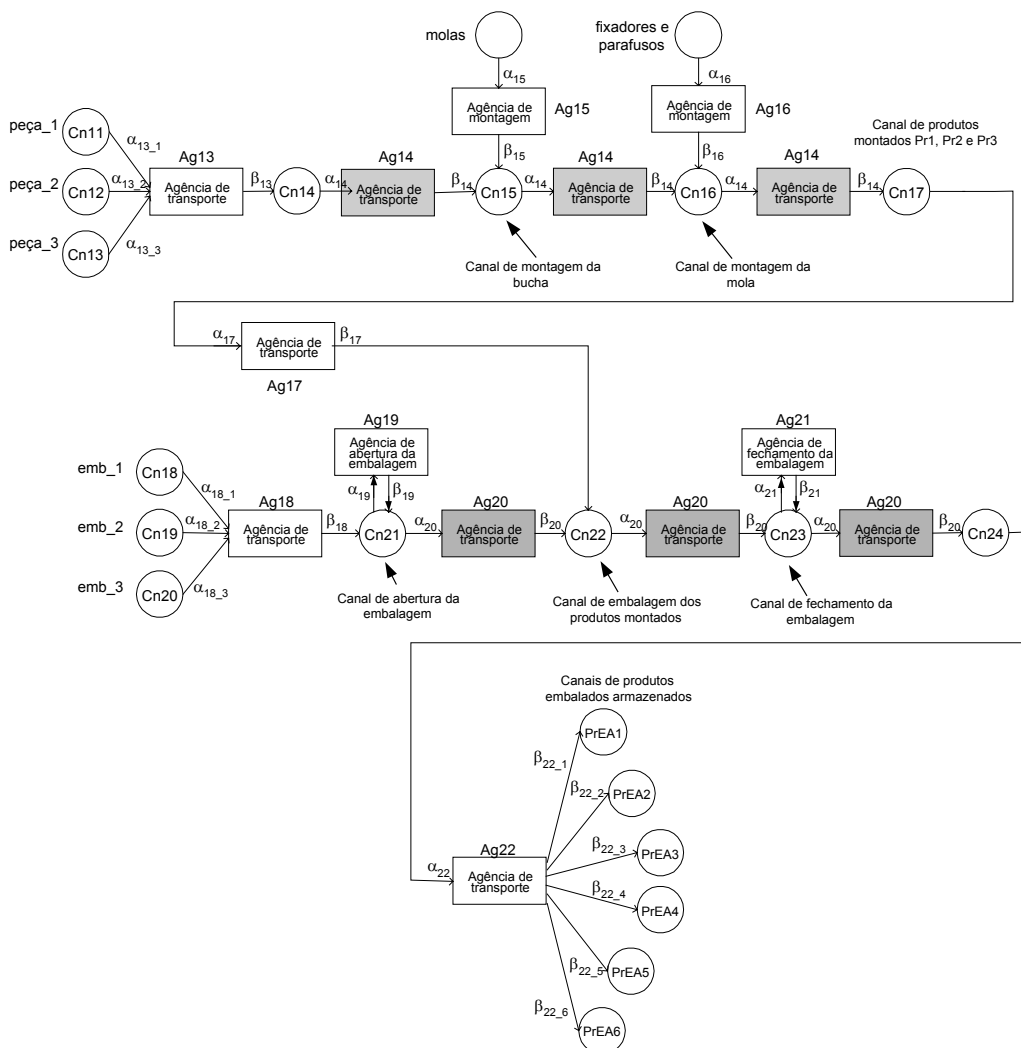 molas
fixadores e
parafusos
α15
α16
Agência de
montagem
Ag15
Agência de
montagem
Ag16
β15
β16
Canal de produtos
montados Pr1, Pr2 e Pr3
peça_1
Cn11
α13_1
peça_2
Cn12
α13_2
peça_3
Cn13
α13_3
Ag13
Agência de
transporte
β13
Cn14
α14
Ag14
Agência de
transporte
β14
Cn15
α14
Ag14
Agência de
transporte
β14
Cn16
α14
Ag14
Agência de
transporte
β14
Cn17
Canal de montagem da
bucha
Canal de montagem da
mola
α17
Agência de
transporte
β17
Ag17
Ag19
Agência de
abertura da
embalagem
α19
β19
Ag21
Agência de
fechamento da
embalagem
α21
β21
emb_1
Cn18
α18_1
emb_2
Cn19
α18_2
emb_3
Cn20
α18_3
Ag18
Agência de
transporte
β18
Cn21
α20
Ag20
Agência de
transporte
β20
Cn22
α20
Ag20
Agência de
transporte
β20
Cn23
α20
Ag20
Agência de
transporte
β20
Cn24
Canal de abertura da
embalagem
Canal de embalagem dos
produtos montados
Canal de fechamento da
embalagem
Canais de produtos
embalados armazenados
α22
Ag22
Agência de
transporte
β22_1
PrEA1
β22_2
PrEA2
β22_3
PrEA3
β22_4
PrEA4
β22_5
PrEA5
β22_6
PrEA6